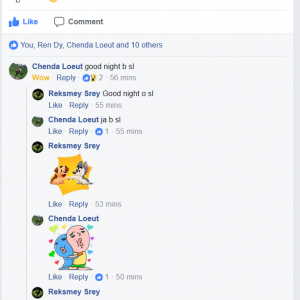 Like Comment
You, Ren Dy, Chenda Loeut and 10 others
Chenda Loeut good night b sl
Wow · Reply · 2 · 56 mins
Reksmey Srey Good night o sl
Like · Reply · 55 mins
Chenda Loeut ja b sl
Like · Reply · 1 · 55 mins
Reksmey Srey
Like · Reply · 53 mins
Chenda Loeut
Like · Reply · 1 · 50 mins
Reksmey Srey